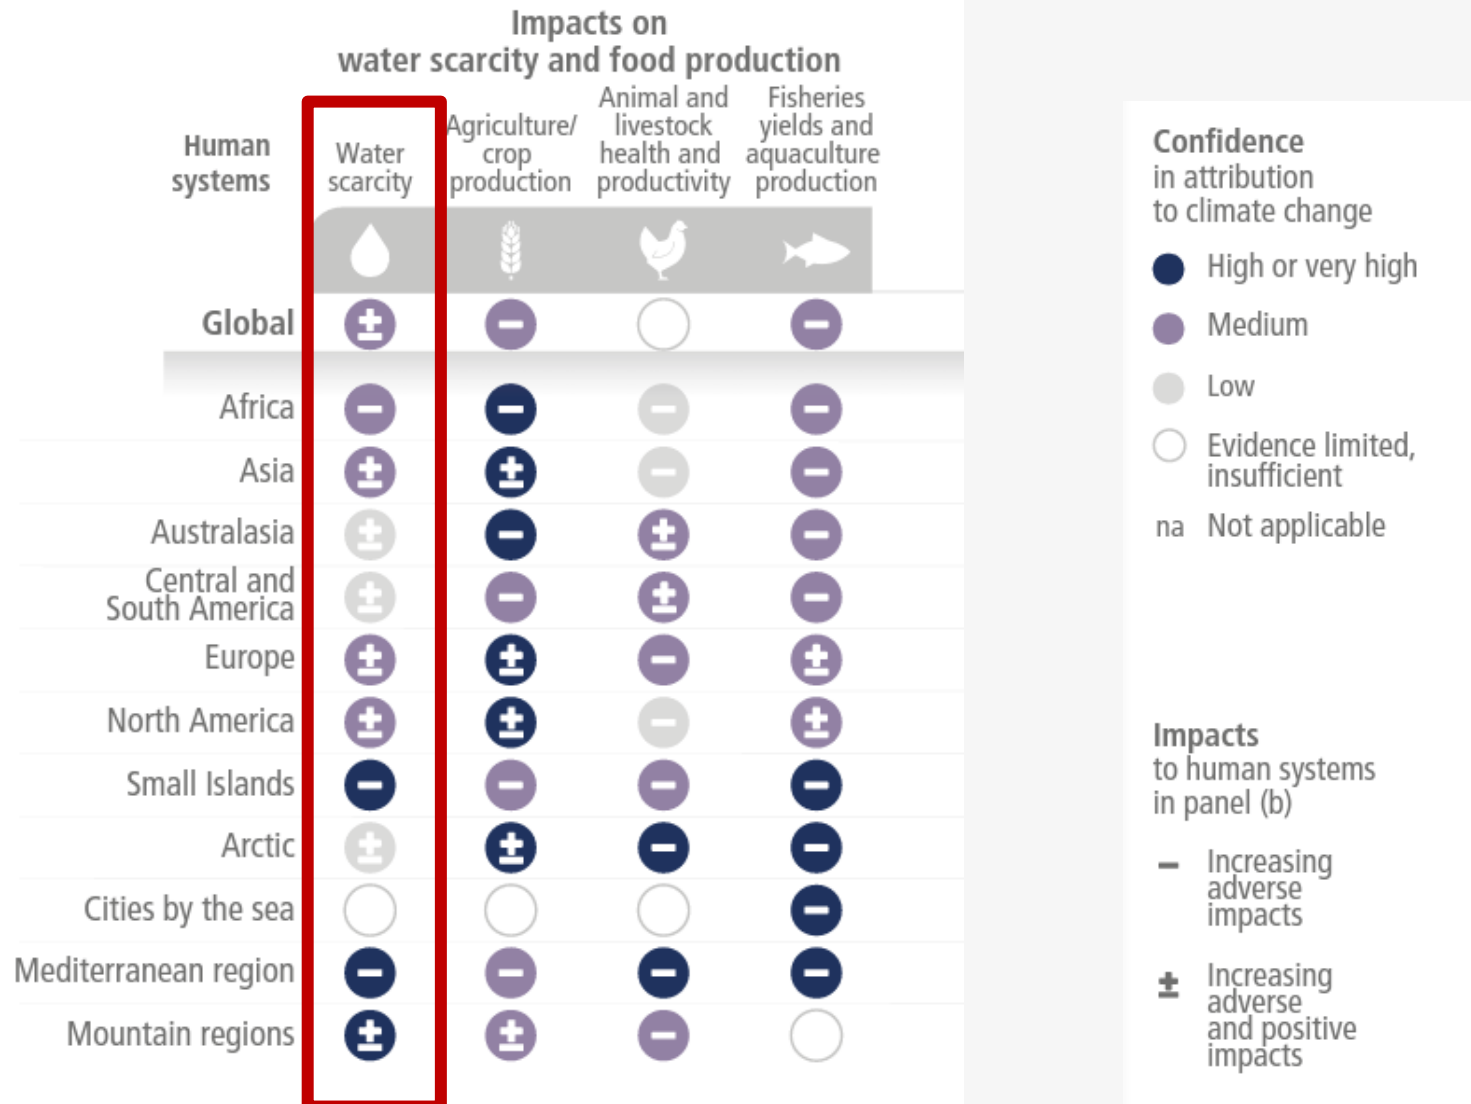 Impacts on
water scarcity and food production
Human
systems
Water
scarcity
Agriculture/
crop
production
Animal and
livestock
health and
productivity
Fisheries
yields and
aquaculture
production
Global ± − −
Africa − − − −
Asia ± ± − −
Australasia ± − ± −
Central and
South America ± − ± −
Europe ± ± − ±
North America ± ± − ±
Small Islands − − − −
Arctic ± ± − −
Cities by the sea −
Mediterranean region − − − −
Mountain regions ± ± −
Confidence
in attribution
to climate change
High or very high
Medium
Low
Evidence limited,
insufficient
na Not applicable
Impacts
to human systems
in panel (b)
− Increasing
adverse
impacts
± Increasing
adverse
and positive
impacts